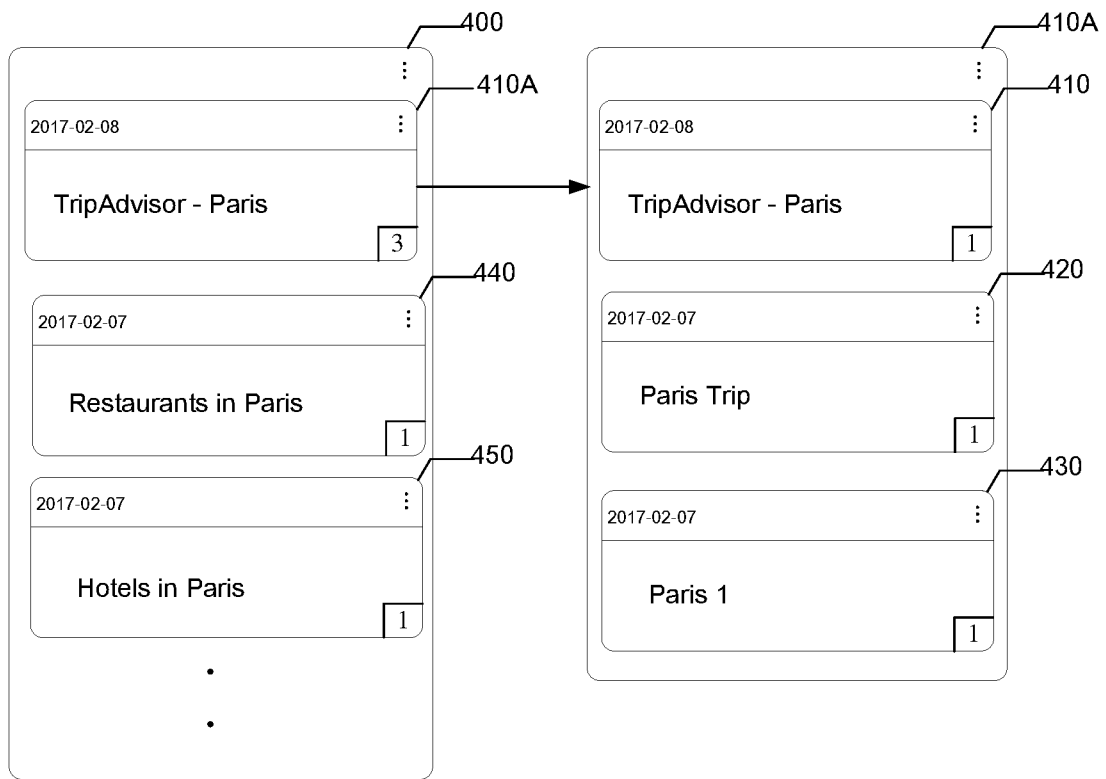 400
410A
2017-02-08
TripAdvisor - Paris
3
440
2017-02-07
Restaurants in Paris
1
450
2017-02-07
Hotels in Paris
1
410A
410
2017-02-08
TripAdvisor - Paris
1
420
2017-02-07
Paris Trip
1
430
2017-02-07
Paris 1
1